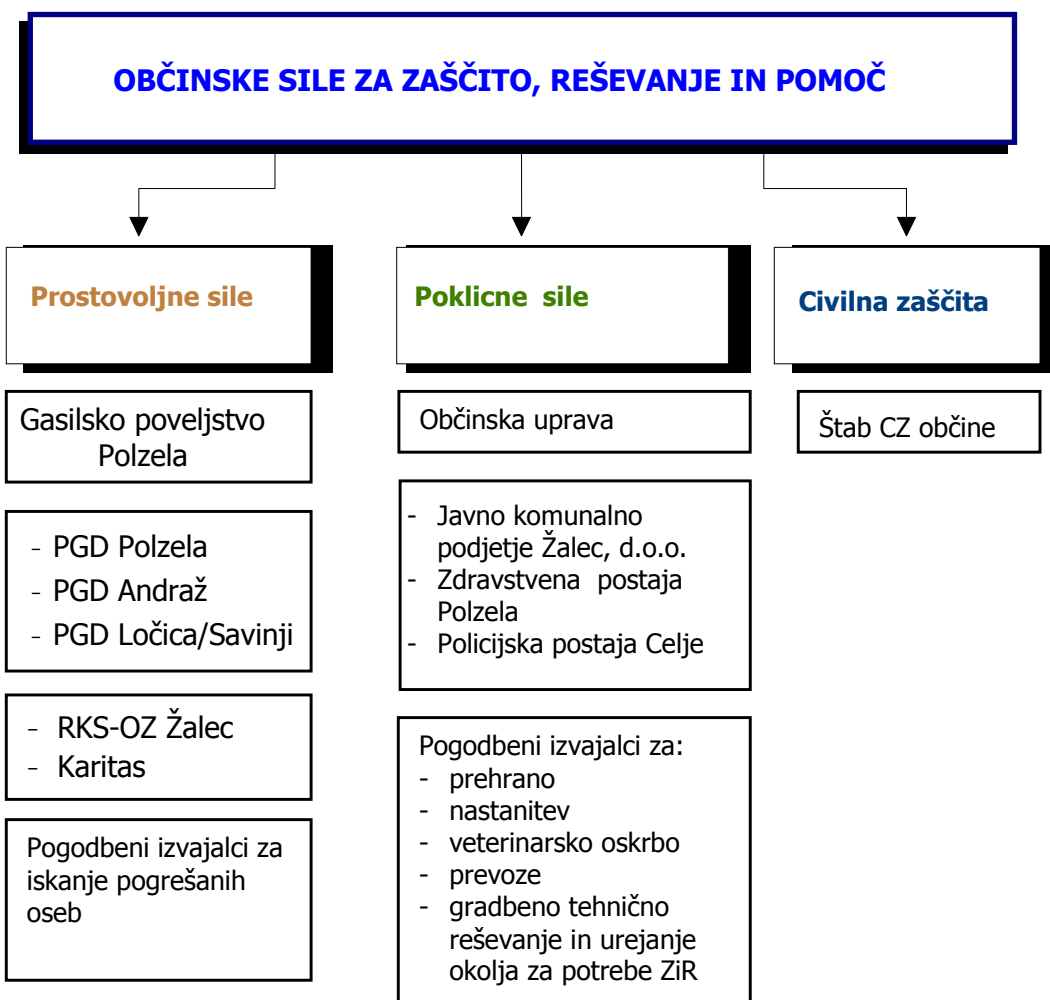 OBČINSKE SILE ZA ZAŠČITO, REŠEVANJE IN POMOČ
Prostovoljne sile
Gasilsko poveljstvo
Polzela
- PGD Polzela
- PGD Andraž
- PGD Ločica/Savinji
- RKS-OZ Žalec
- Karitas
Pogodbeni izvajalci za
iskanje pogrešanih
oseb
Poklicne sile
Občinska uprava
- Javno komunalno
podjetje Žalec, d.o.o.
- Zdravstvena postaja
Polzela
- Policijska postaja Celje
Pogodbeni izvajalci za:
- prehrano
- nastanitev
- veterinarsko oskrbo
- prevoze
- gradbeno tehnično
reševanje in urejanje
okolja za potrebe ZiR
Civilna zaščita
Štab CZ občine